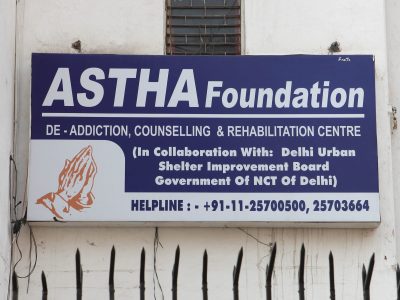 ASTHA Foundation
DE - ADDICTION, COUNSELLING & REHABILITATION CENTRE
(In Collaboration With: Delhi Urban
Shelter Improvement Board
Government Of NCT Of Delhi)
HELPLINE : - +91-11-25700500, 25703664